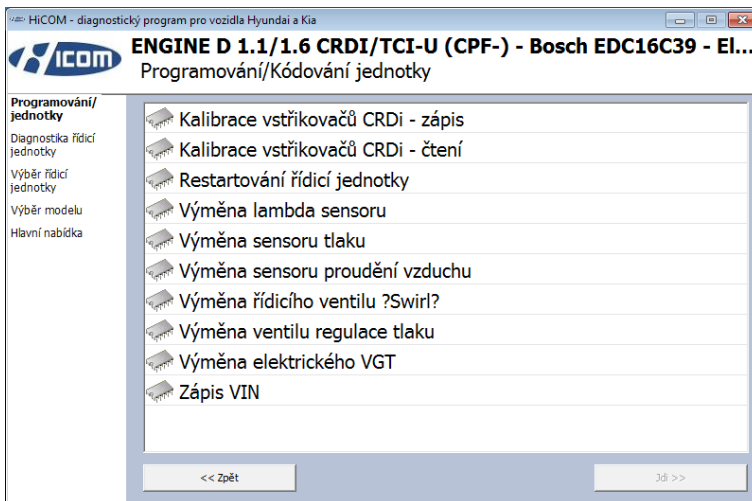 HiCOM - diagnostický program pro vozidla Hyundai a Kia
HICOM
ENGINE D 1.1/1.6 CRDI/TCI-U (CPF-) - Bosch EDC16C39 - El...
Programování/Kódování jednotky
Programování/
jednotky
Diagnostika řídicí
jednotky
Výběr řídicí
jednotky
Výběr modelu
Hlavní nabídka
Kalibrace vstřikovačů CRDi - zápis
Kalibrace vstřikovačů CRDi - čtení
Restartování řídicí jednotky
Výměna lambda sensoru
Výměna sensoru tlaku
Výměna sensoru proudění vzduchu
Výměna řídicího ventilu ?Swirl?
Výměna ventilu regulace tlaku
Výměna elektrického VGT
Zápis VIN
<< Zpět
Jdi >>